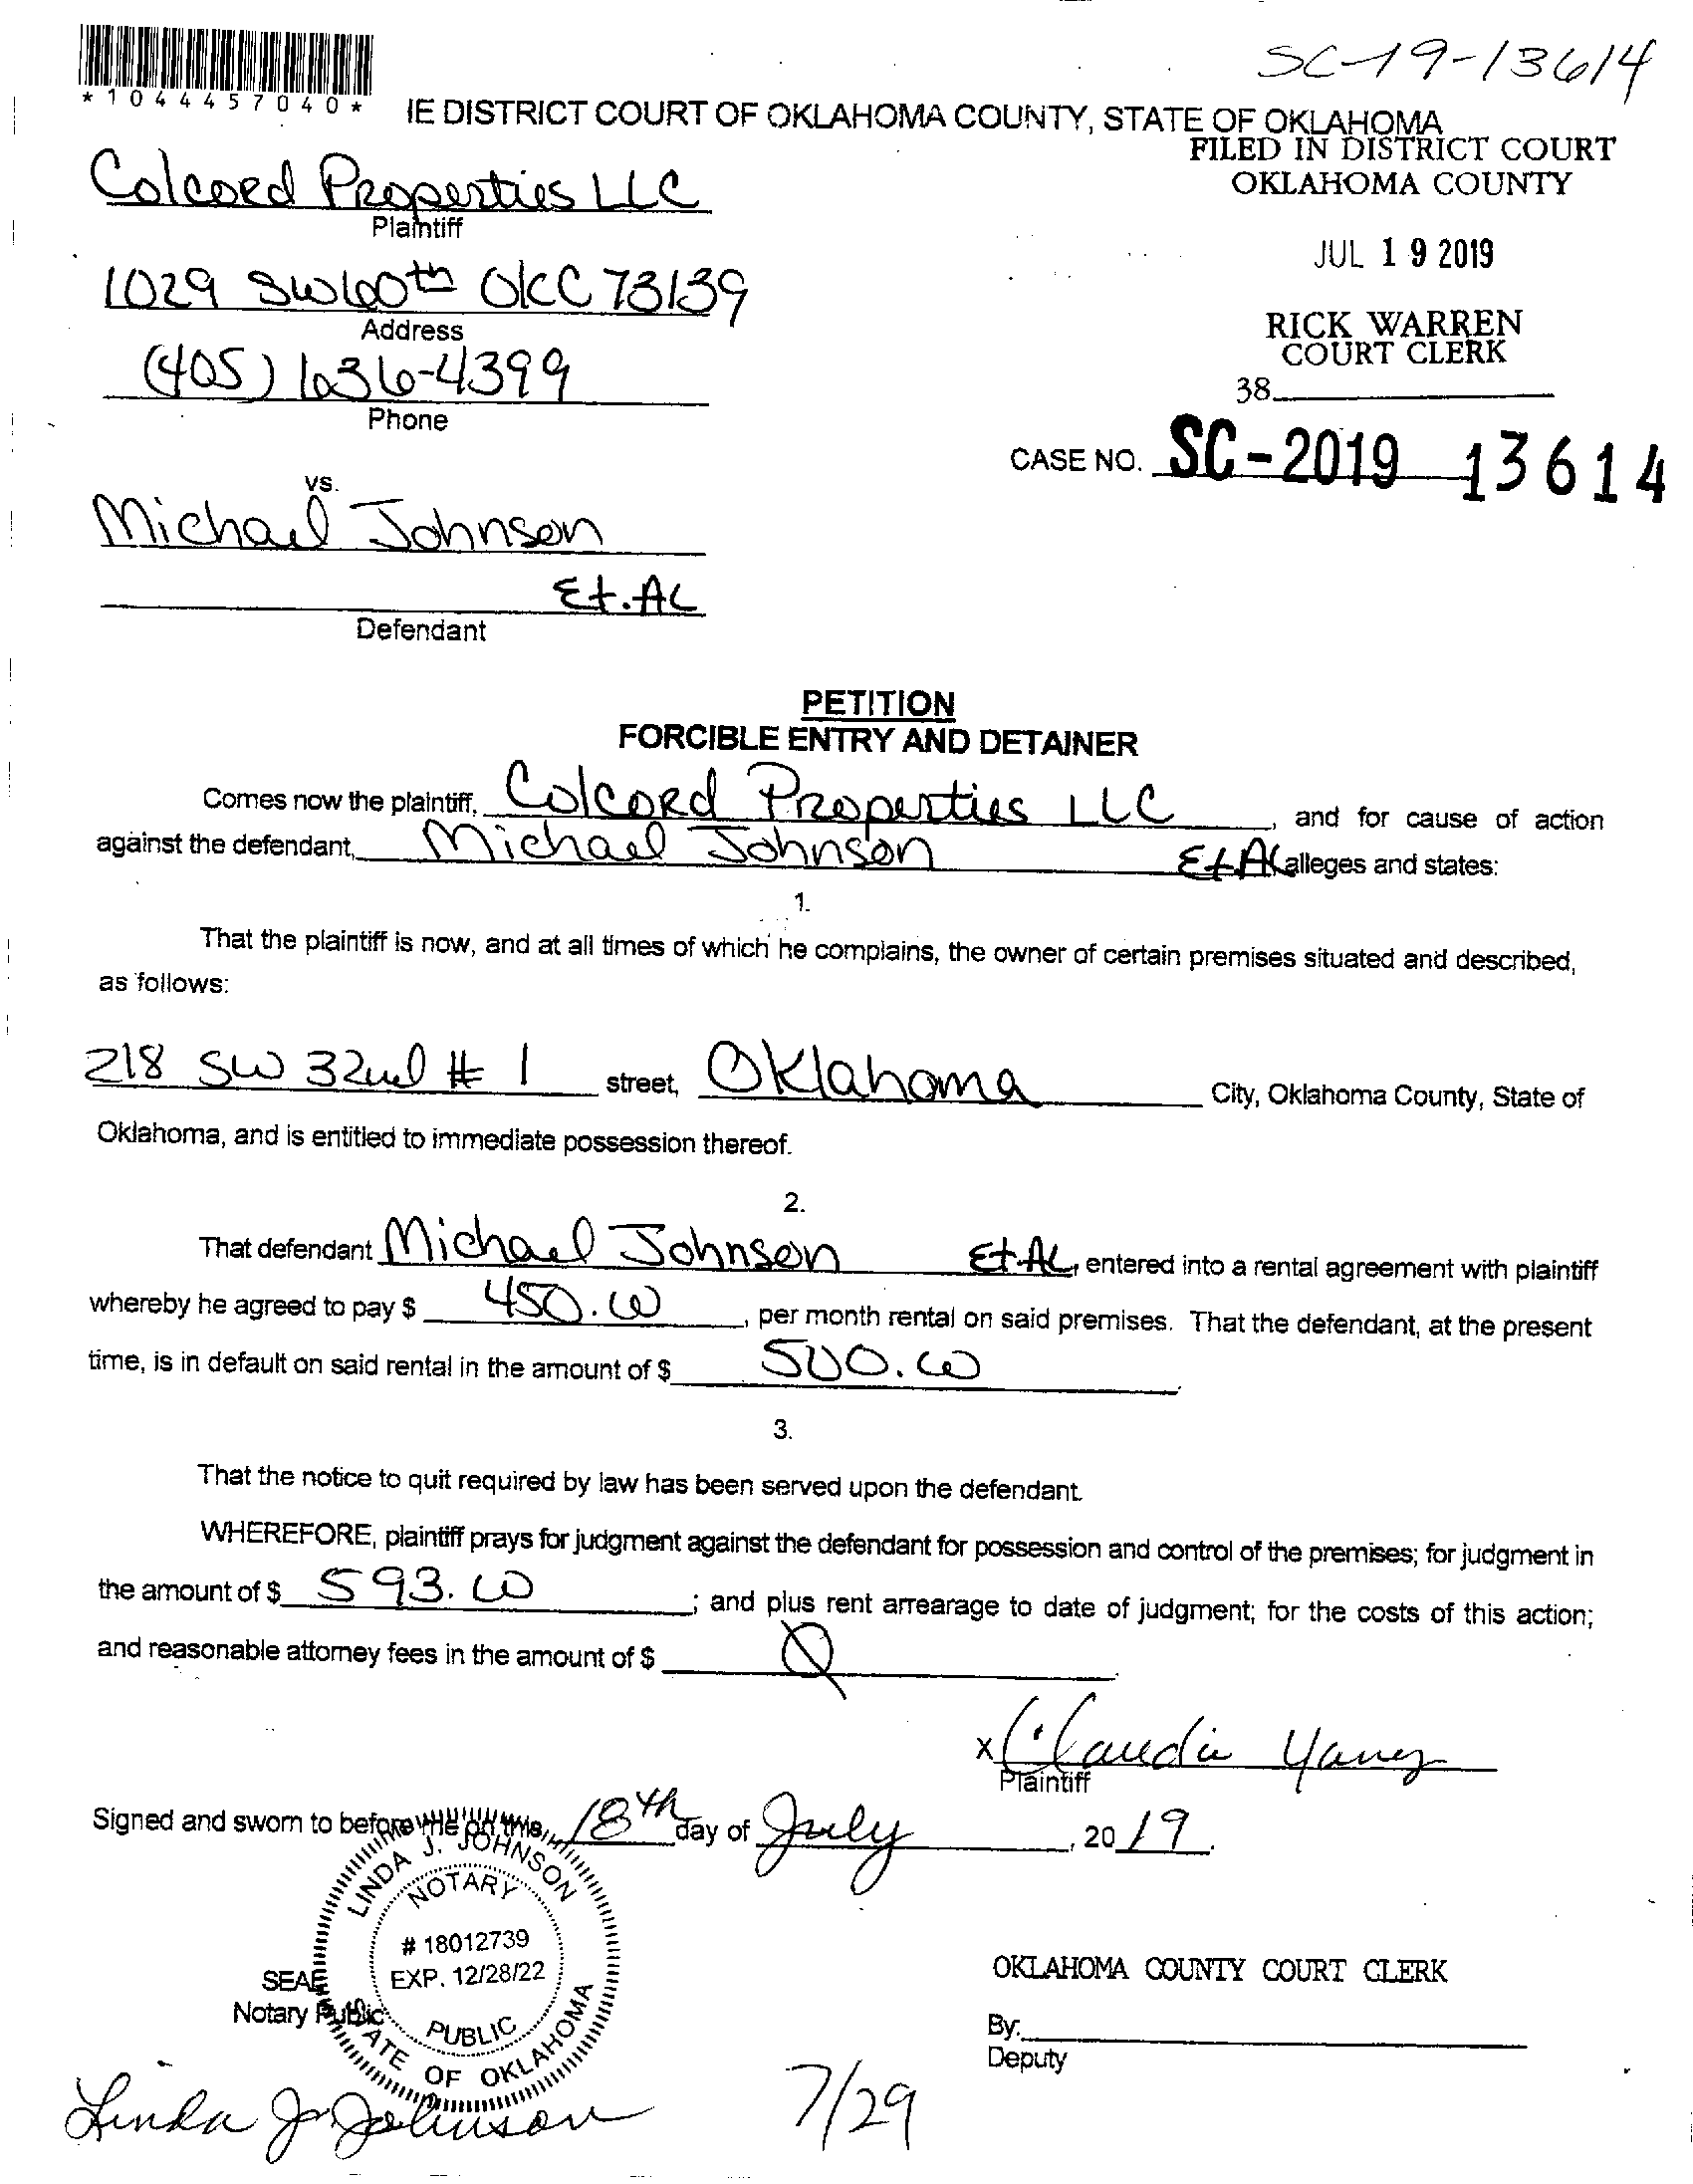 SC-19-13614
*1044457040*
IE DISTRICT COURT OF OKLAHOMA COUNTY, STATE OF OKLAHOMA
FILED IN DISTRICT COURT
OKLAHOMA COUNTY
Colcord Properties LLC
Plaintiff
JUL 19 2019
1029 SW 60th OKC 73139
Address
RICK WARREN
COURT CLERK
(405) 636-4399
Phone
38
CASE NO. SC-2019 13614
vs.
Michael Johnson
Et.AL
Defendant
PETITION
FORCIBLE ENTRY AND DETAINER
Comes now the plaintiff, Colcord Properties LLC, and for cause of action
against the defendant, Michael Johnson Et AL alleges and states:
1.
That the plaintiff is now, and at all times of which he complains, the owner of certain premises situated and described,
as follows:
218 SW 32nd # 1 street, Oklahoma City, Oklahoma County, State of
Oklahoma, and is entitled to immediate possession thereof.
2.
That defendant Michael Johnson Et.AL, entered into a rental agreement with plaintiff
whereby he agreed to pay $ 450.00, per month rental on said premises. That the defendant, at the present
time, is in default on said rental in the amount of $ 500.00
3.
That the notice to quit required by law has been served upon the defendant.
WHEREFORE, plaintiff prays for judgment against the defendant for possession and control of the premises; for judgment in
the amount of $ 593.00; and plus rent arrearage to date of judgment; for the costs of this action;
and reasonable attorney fees in the amount of $ 0
x Claudia Yanez
Plaintiff
Signed and sworn to before me on this 18th day of July, 2019.
LINDA J. JOHNSON
NOTARY
# 18012739
EXP. 12/28/22
PUBLIC
STATE OF OKLAHOMA
SEAL
Notary Public
OKLAHOMA COUNTY COURT CLERK
By:
Deputy
Linda J Johnson
7/29